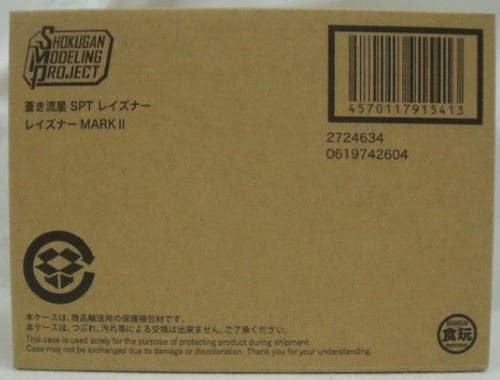 SHOKUGAN
MODELING
PROJECT
蒼き流星 SPT レイズナー
レイズナー MARK II
4570117915413
2724634
0619742604
本ケースは、商品輸送用の保護梱包材です。
本ケースは、つぶれ、汚れ等による交換は出来ません、ご了承ください。
This case is used solely for the purpose of protecting product during shipment.
Case may not be exchanged due to damage or discoloration. Thank you for your understanding.
BANDAI
食玩